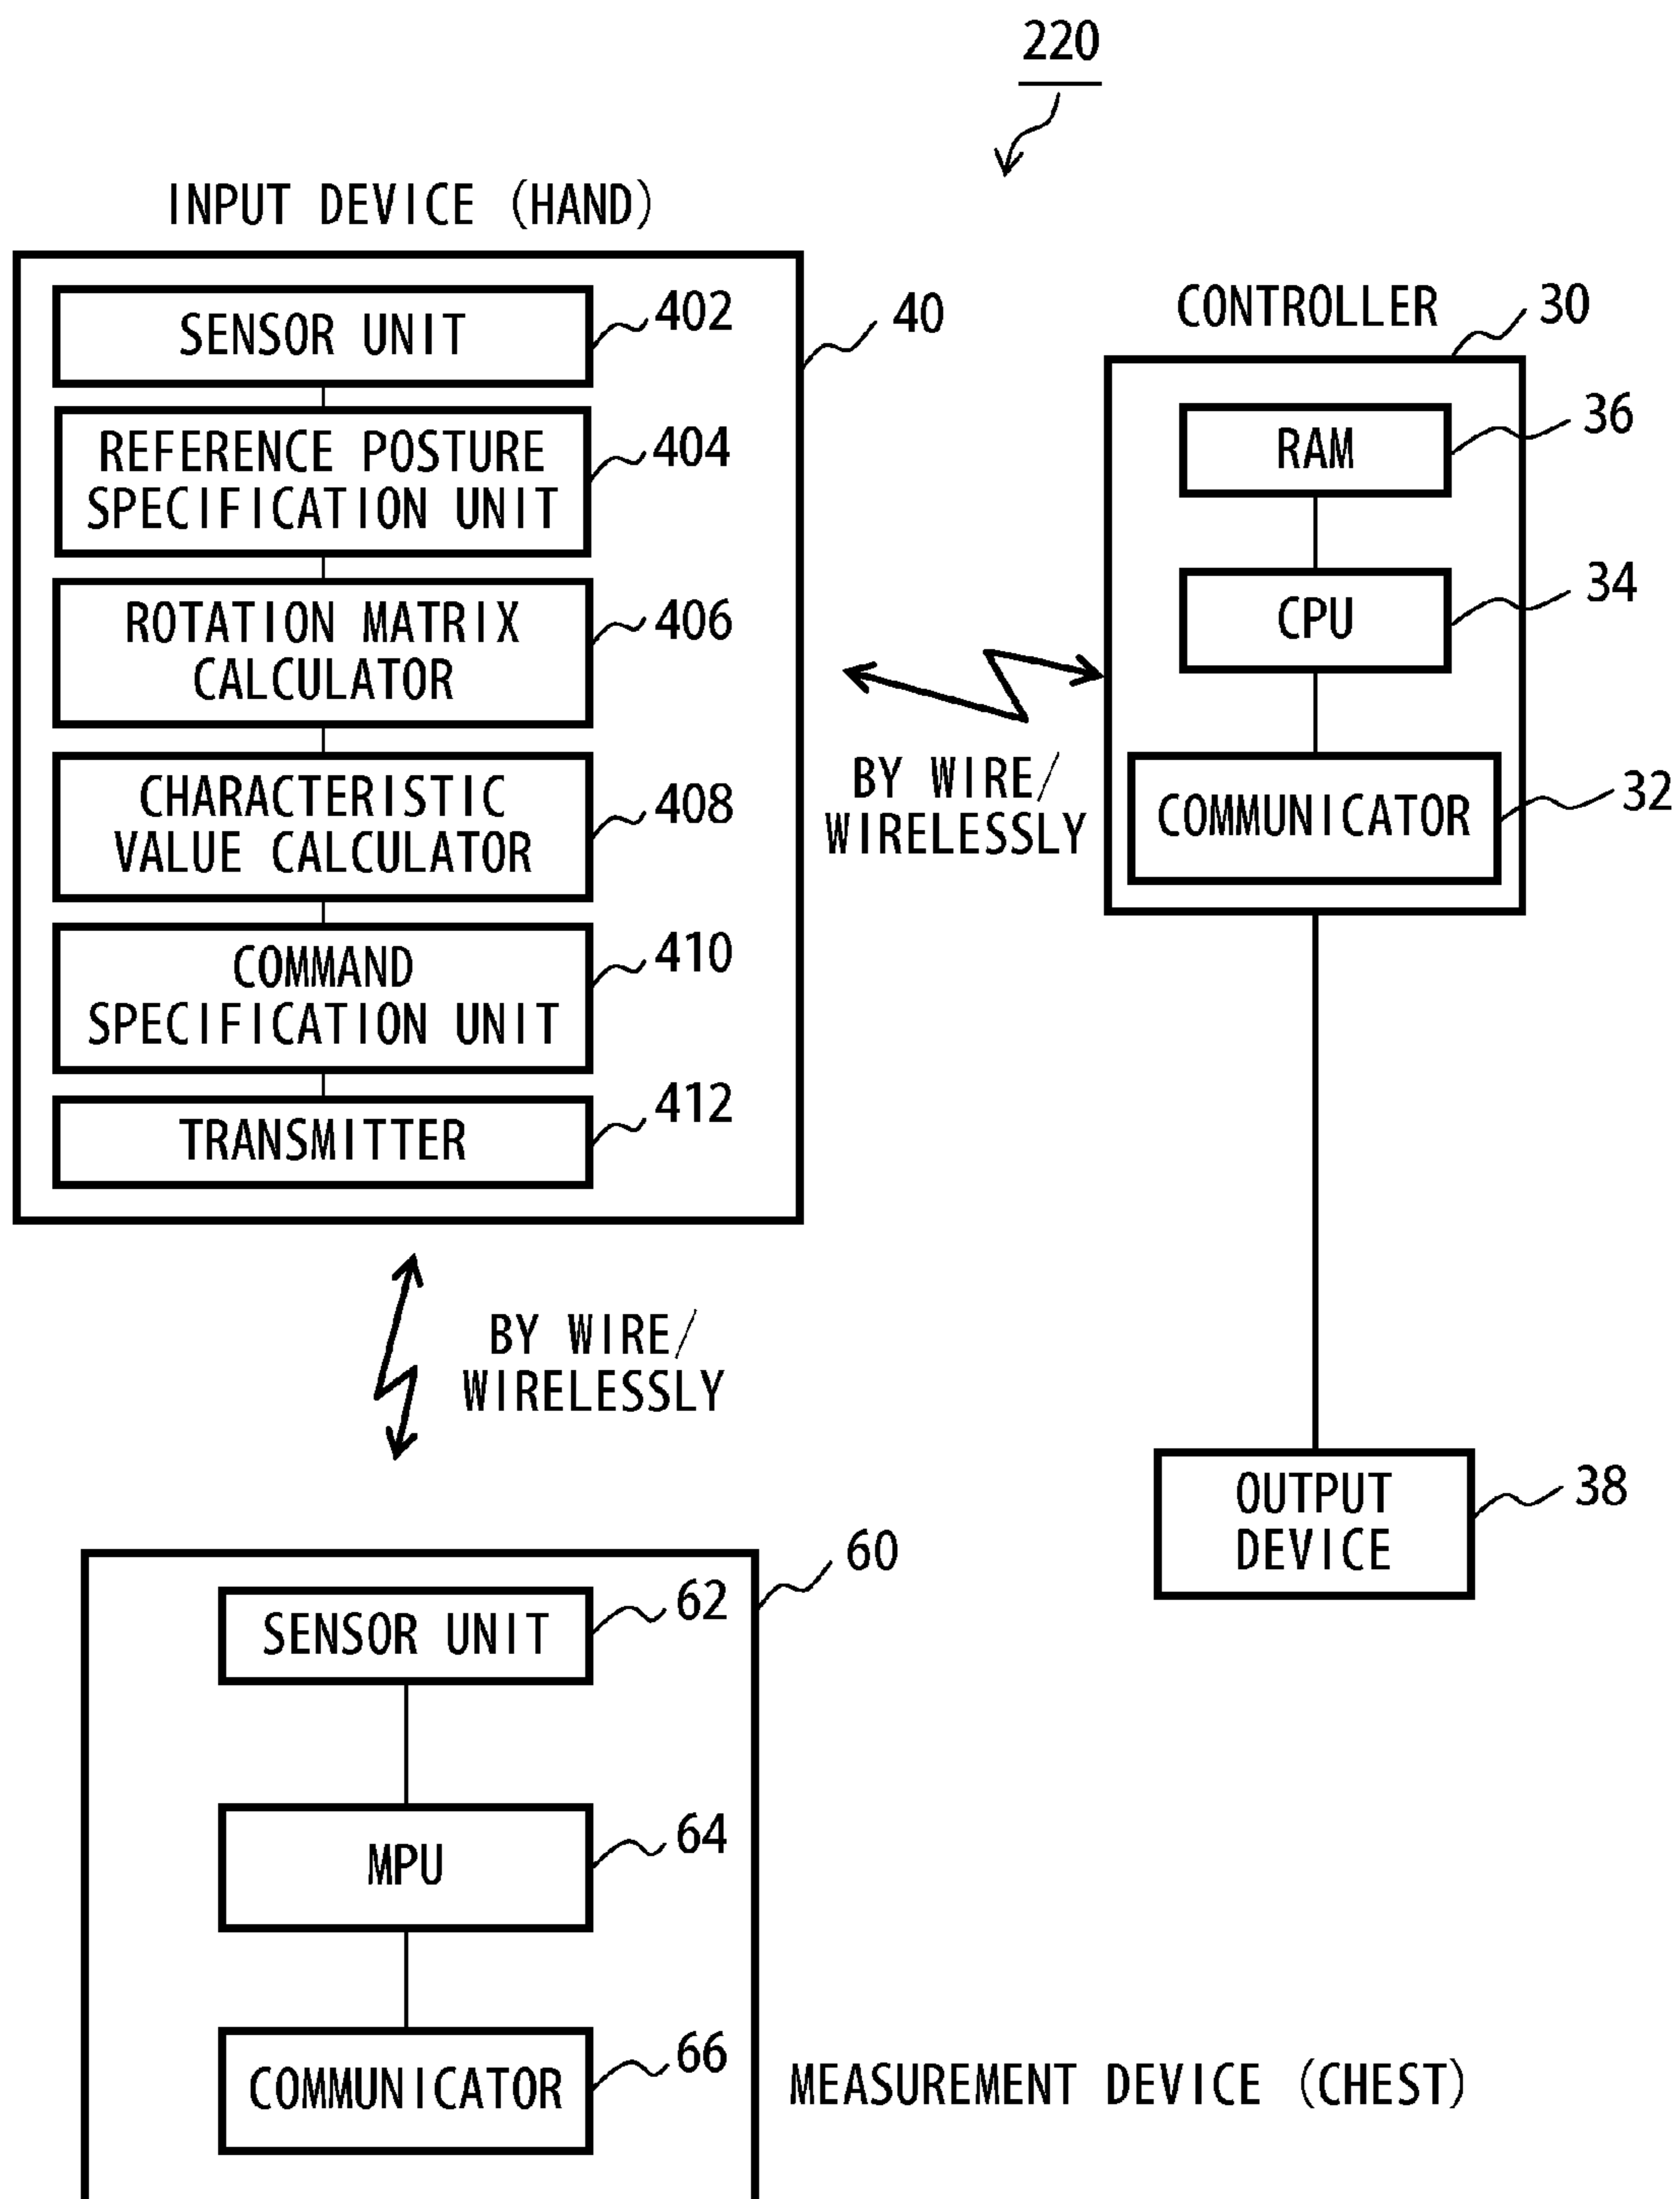 220
INPUT DEVICE (HAND)
SENSOR UNIT
402
REFERENCE POSTURE
SPECIFICATION UNIT
404
ROTATION MATRIX
CALCULATOR
406
CHARACTERISTIC
VALUE CALCULATOR
408
COMMAND
SPECIFICATION UNIT
410
TRANSMITTER
412
40
BY WIRE/
WIRELESSLY
CONTROLLER
30
RAM
36
CPU
34
COMMUNICATOR
32
OUTPUT
DEVICE
38
BY WIRE/
WIRELESSLY
60
SENSOR UNIT
62
MPU
64
COMMUNICATOR
66
MEASUREMENT DEVICE (CHEST)